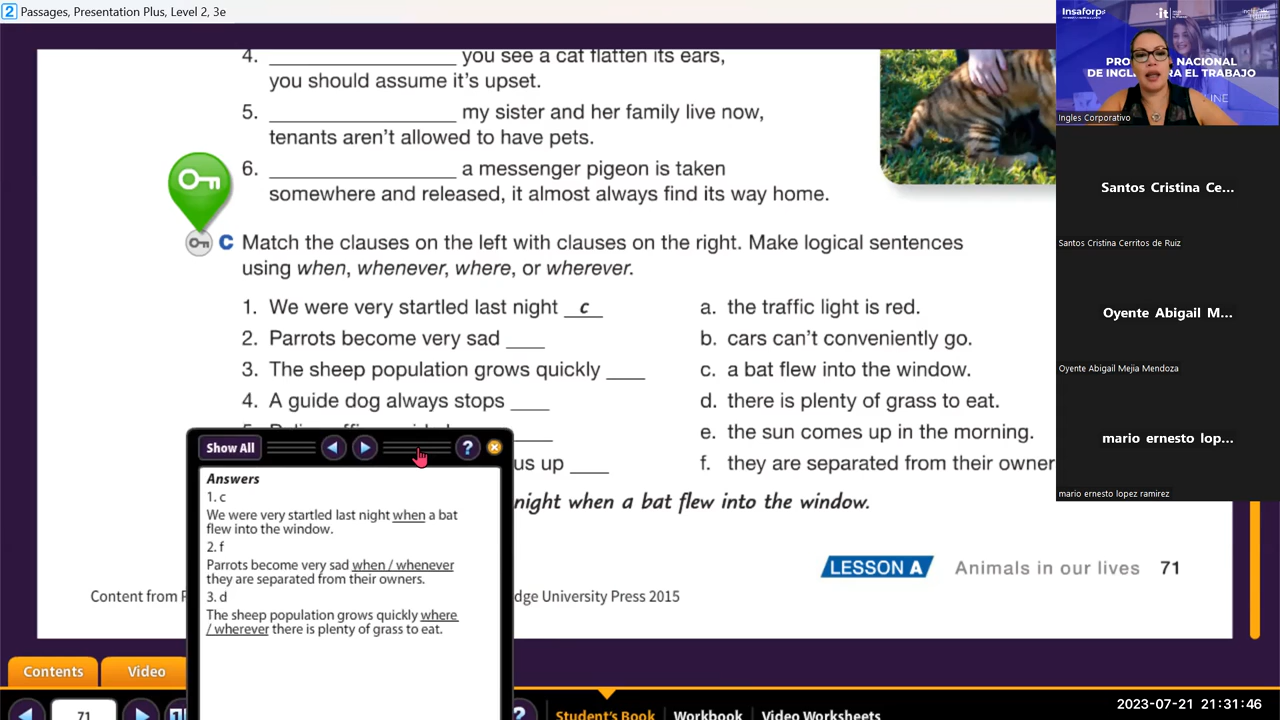 2 Passages, Presentation Plus, Level 2, 3e
4. ______________ you see a cat flatten its ears,
you should assume it's upset.
5. ______________ my sister and her family live now,
tenants aren't allowed to have pets.
6. ______________ a messenger pigeon is taken
somewhere and released, it almost always find its way home.
C Match the clauses on the left with clauses on the right. Make logical sentences
using when, whenever, where, or wherever.
1. We were very startled last night c
2. Parrots become very sad ____
3. The sheep population grows quickly ____
4. A guide dog always stops ____
a. the traffic light is red.
b. cars can't conveniently go.
c. a bat flew into the window.
d. there is plenty of grass to eat.
e. the sun comes up in the morning.
f. they are separated from their owner
us up ____
night when a bat flew into the window.
Show All
?
Answers
1. c
We were very startled last night when a bat
flew into the window.
2. f
Parrots become very sad when / whenever
they are separated from their owners.
3. d
The sheep population grows quickly where
/ wherever there is plenty of grass to eat.
LESSON A Animals in our lives 71
Content from P
dge University Press 2015
Contents
Video
71
?
Student's Book
Workbook
Video Worksheets
Insaforp
PRO NACIONAL
DE INGL RA EL TRABAJO
INE
Ingles Corporativo
Santos Cristina Ce...
Santos Cristina Cerritos de Ruiz
Oyente Abigail M...
Oyente Abigail Mejia Mendoza
mario ernesto lop...
mario ernesto lopez ramirez
2023-07-21 21:31:46